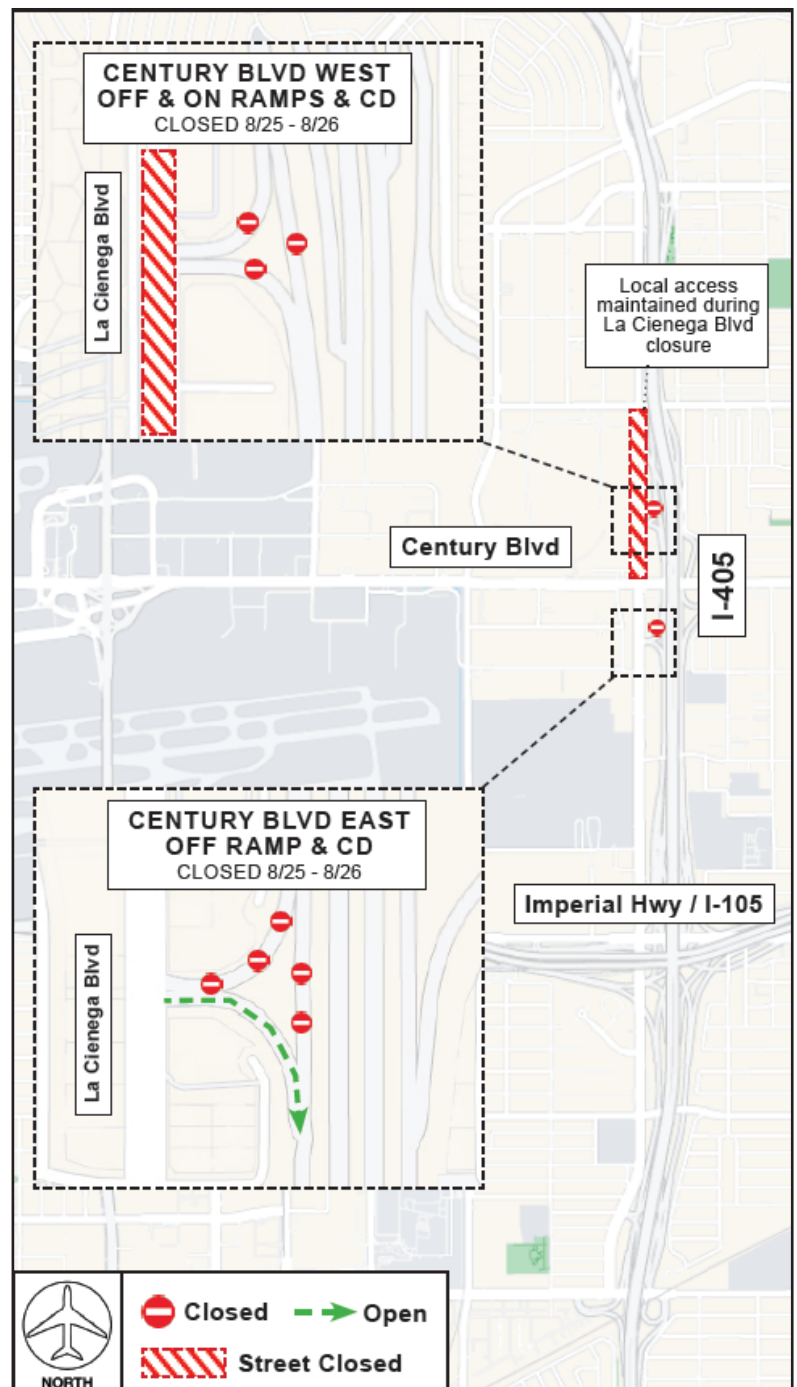 CENTURY BLVD WEST
OFF & ON RAMPS & CD
CLOSED 8/25 - 8/26
La Cienega Blvd
Local access
maintained during
La Cienega Blvd
closure
Century Blvd
I-405
CENTURY BLVD EAST
OFF RAMP & CD
CLOSED 8/25 - 8/26
La Cienega Blvd
Imperial Hwy / I-105
Closed
Open
Street Closed
NORTH